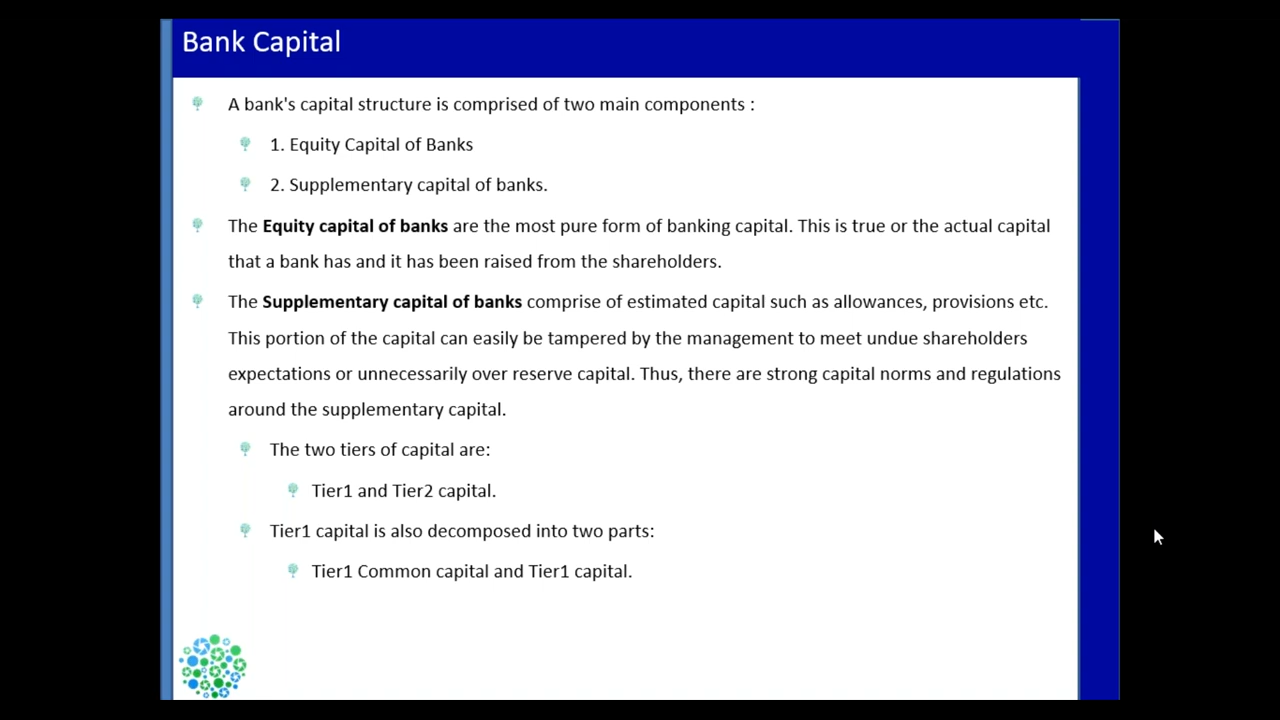 Bank Capital
A bank's capital structure is comprised of two main components :
1. Equity Capital of Banks
2. Supplementary capital of banks.
The Equity capital of banks are the most pure form of banking capital. This is true or the actual capital
that a bank has and it has been raised from the shareholders.
The Supplementary capital of banks comprise of estimated capital such as allowances, provisions etc.
This portion of the capital can easily be tampered by the management to meet undue shareholders
expectations or unnecessarily over reserve capital. Thus, there are strong capital norms and regulations
around the supplementary capital.
The two tiers of capital are:
Tier1 and Tier2 capital.
Tier1 capital is also decomposed into two parts:
Tier1 Common capital and Tier1 capital.